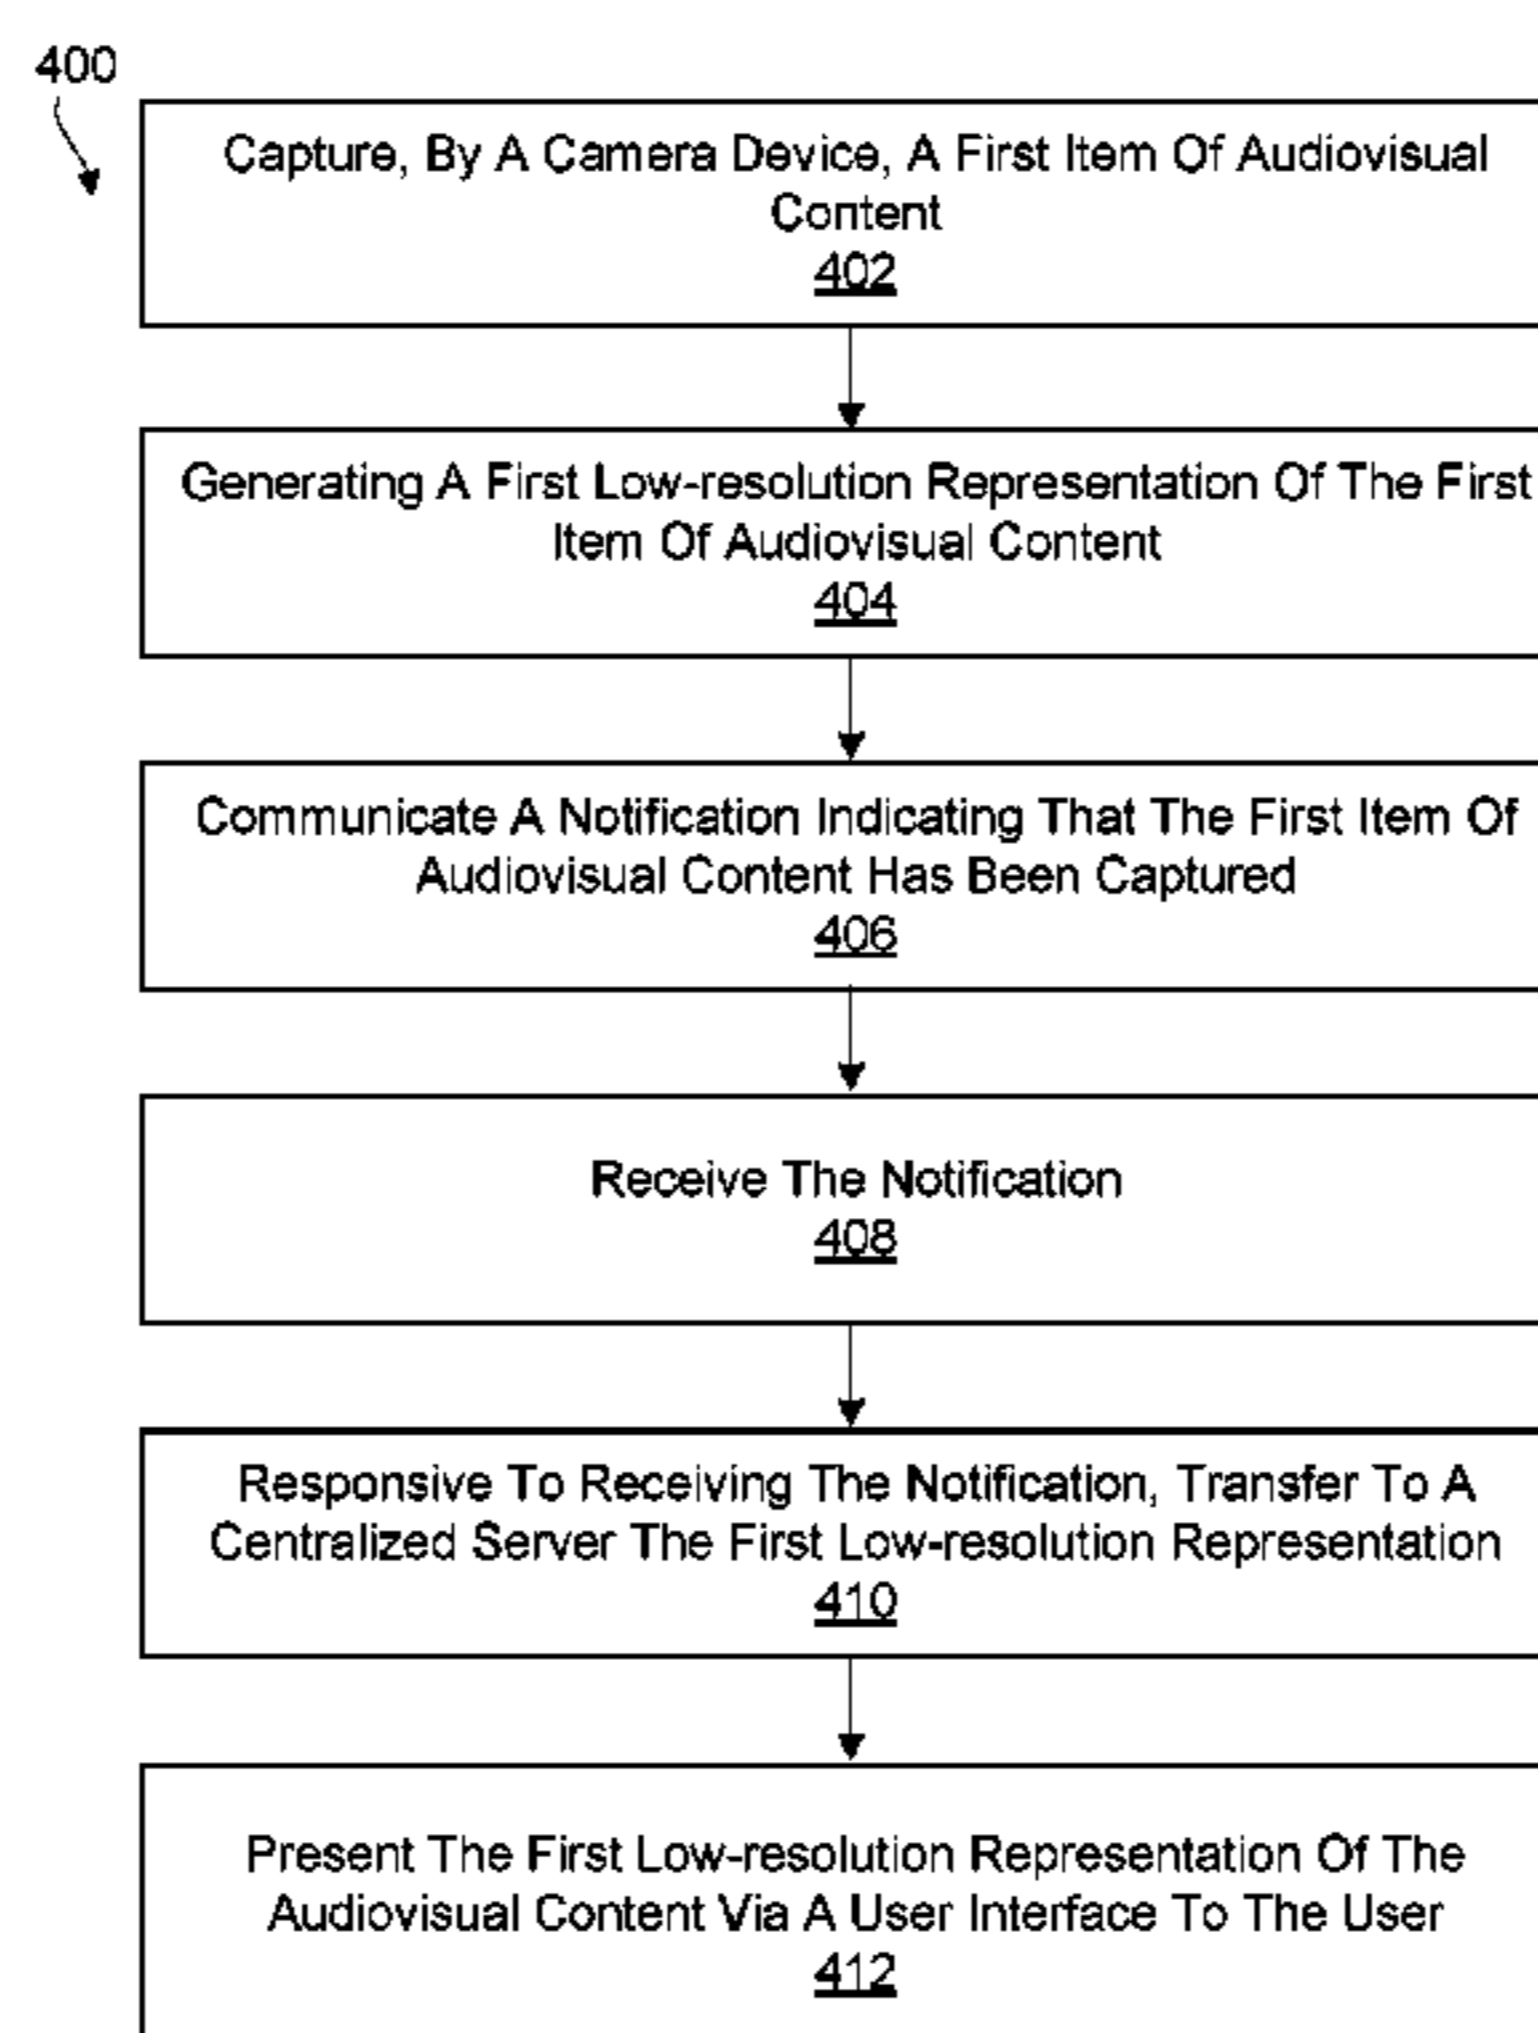 400
Capture, By A Camera Device, A First Item Of Audiovisual
Content
402
Generating A First Low-resolution Representation Of The First
Item Of Audiovisual Content
404
Communicate A Notification Indicating That The First Item Of
Audiovisual Content Has Been Captured
406
Receive The Notification
408
Responsive To Receiving The Notification, Transfer To A
Centralized Server The First Low-resolution Representation
410
Present The First Low-resolution Representation Of The
Audiovisual Content Via A User Interface To The User
412